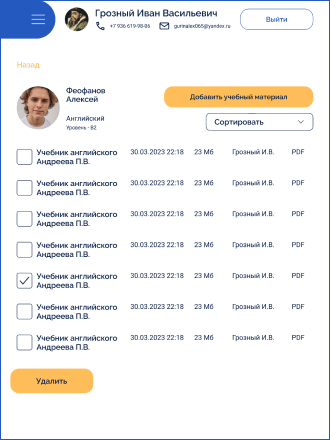 Грозный Иван Васильевич
+7 936 619-98-06 gurinalex065@yandex.ru
Выйти
Назад
Феофанов
Алексей
Английский
Уровень - B2
Добавить учебный материал
Сортировать
Учебник английского 30.03.2023 22:18 23 Мб Грозный И.В. PDF
Андреева П.В.
Учебник английского 30.03.2023 22:18 23 Мб Грозный И.В. PDF
Андреева П.В.
Учебник английского 30.03.2023 22:18 23 Мб Грозный И.В. PDF
Андреева П.В.
Учебник английского 30.03.2023 22:18 23 Мб Грозный И.В. PDF
Андреева П.В.
Учебник английского 30.03.2023 22:18 23 Мб Грозный И.В. PDF
Андреева П.В.
Учебник английского 30.03.2023 22:18 23 Мб Грозный И.В. PDF
Андреева П.В.
Учебник английского 30.03.2023 22:18 23 Мб Грозный И.В. PDF
Андреева П.В.
Удалить